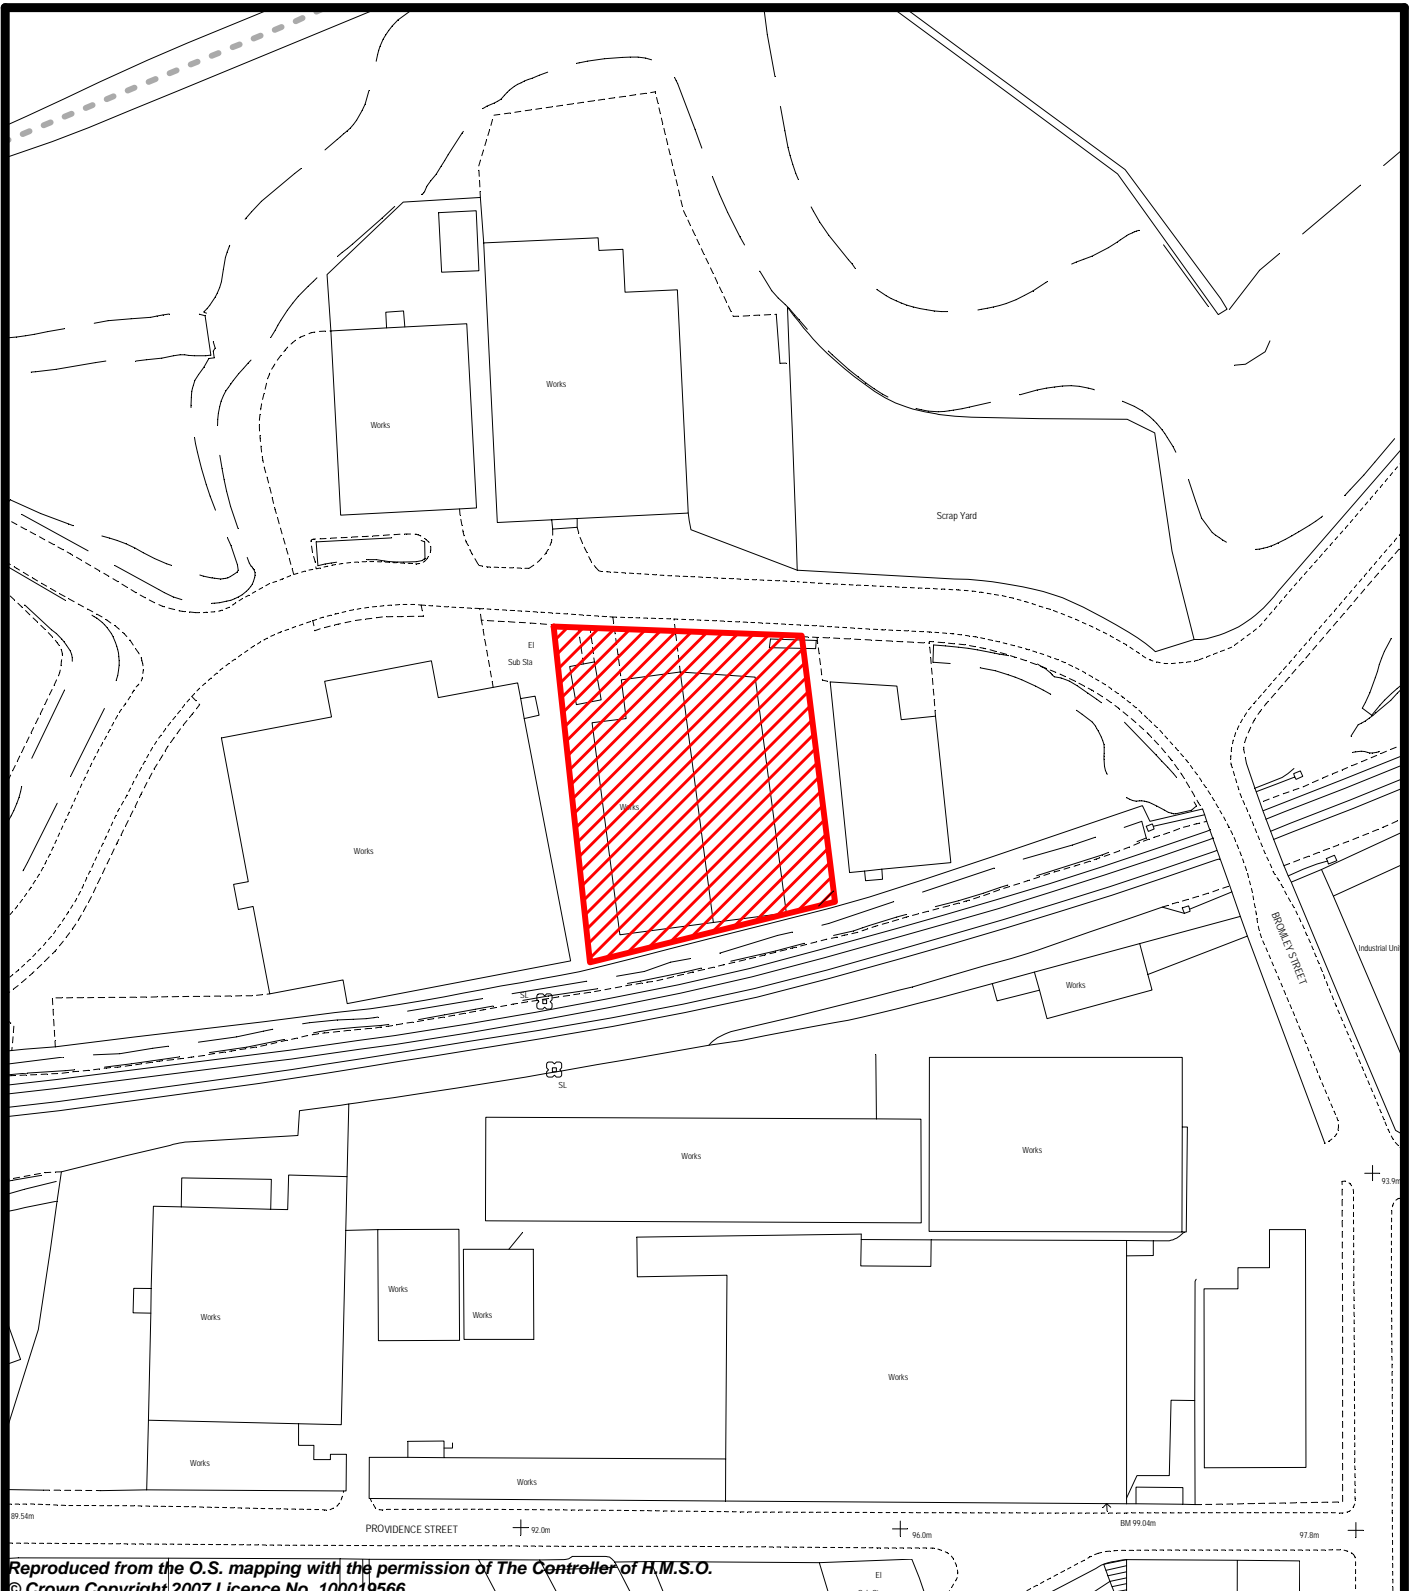 Works
Works
Scrap Yard
El
Sub Sta
Works
Works
BROMLEY STREET
Industrial Uni
Works
SL
SL
Works
Works
93.9m
Works
Works
Works
Works
Works
Works
89.54m
PROVIDENCE STREET
92.0m
96.0m
BM 99.04m
97.8m
Reproduced from the O.S. mapping with the permission of The Controller of H.M.S.O.
El
© Crown Copyright 2007 Licence No. 100019566